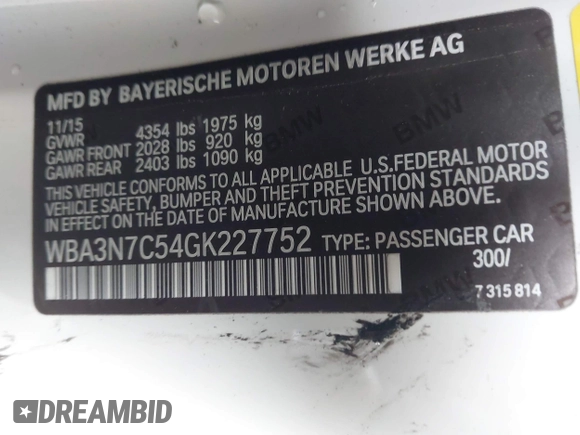 MFD BY BAYERISCHE MOTOREN WERKE AG
11/15
GVWR 4354 lbs 1975 kg
GAWR FRONT 2028 lbs 920 kg
GAWR REAR 2403 lbs 1090 kg
THIS VEHICLE CONFORMS TO ALL APPLICABLE U.S.FEDERAL MOTOR
VEHICLE SAFETY, BUMPER AND THEFT PREVENTION STANDARDS
IN EFFECT ON THE DATE OF MANUFACTURE SHOWN ABOVE.
WBA3N7C54GK227752 TYPE: PASSENGER CAR
300/
7 315 814
BMW
BMW
DREAMBID